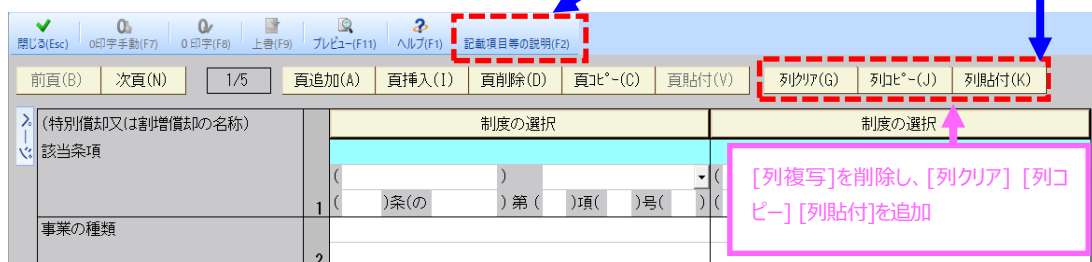 閉じる(Esc) 0印字手動(F7) 0印字(F8) 上書(F9) プレビュー(F11) ヘルプ(F1) 記載項目等の説明(F2)
前頁(B) 次頁(N) 1/5 頁追加(A) 頁挿入(I) 頁削除(D) 頁ｺﾋﾟｰ(C) 頁貼付(V) 列ｸﾘｱ(G) 列ｺﾋﾟｰ(J) 列貼付(K)
(特別償却又は割増償却の名称) 制度の選択 制度の選択
該当条項
( ) (
1 ( )条(の )第( )項( )号( ) (
事業の種類
2
[列複写]を削除し、[列クリア] [列コ
ピー] [列貼付]を追加